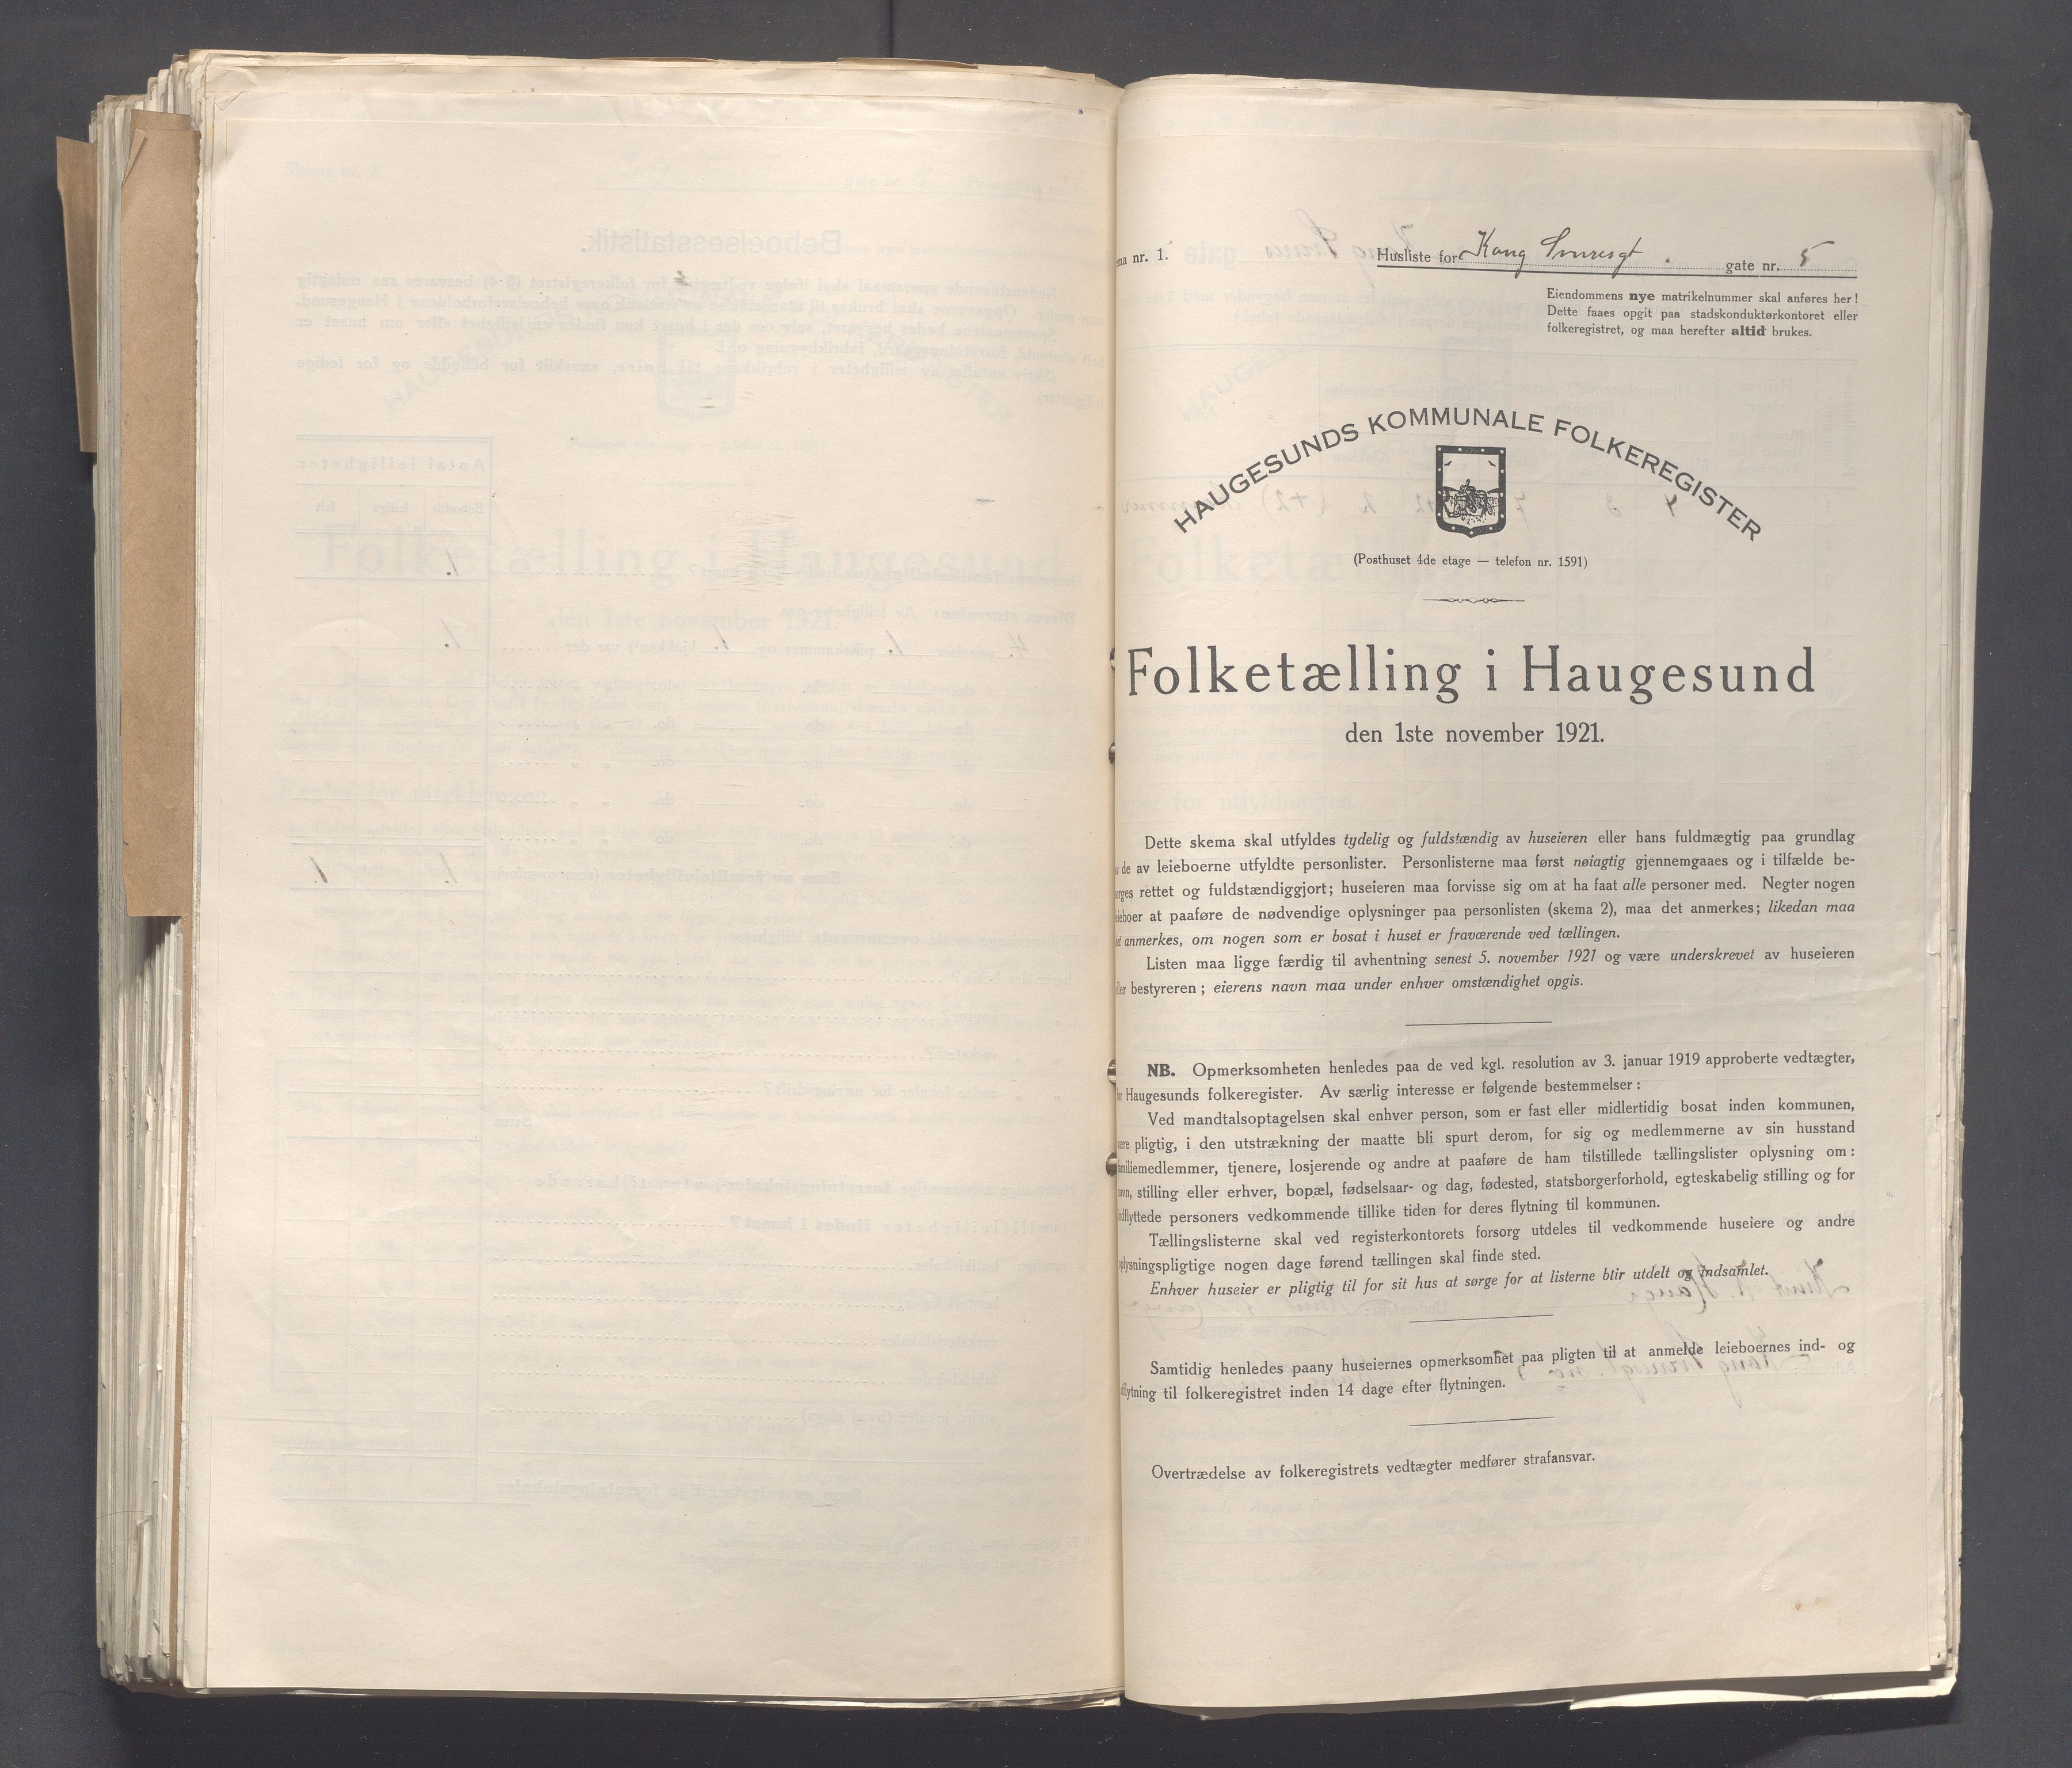 ma nr. 1.
Husliste for Kong Sverresgt. gate nr. 5
Eiendommens nye matrikelnummer skal anføres her!
Dette faaes opgit paa stadskonduktørkontoret eller
folkeregistret, og maa herefter altid brukes.
HAUGESUNDS KOMMUNALE FOLKEREGISTER
(Posthuset 4de etage — telefon nr. 1591)
Folketælling i Haugesund
den 1ste november 1921.
Dette skema skal utfyldes tydelig og fuldstændig av huseieren eller hans fuldmægtig paa grundlag
de av leieboerne utfyldte personlister. Personlisterne maa først nøiagtig gjennemgaaes og i tilfælde be-
rges rettet og fuldstændiggjort; huseieren maa forvisse sig om at ha faat alle personer med. Negter nogen
ieboer at paaføre de nødvendige oplysninger paa personlisten (skema 2), maa det anmerkes; likedan maa
t anmerkes, om nogen som er bosat i huset er fraværende ved tællingen.
Listen maa ligge færdig til avhentning senest 5. november 1921 og være underskrevet av huseieren
ller bestyreren; eierens navn maa under enhver omstændighet opgis.
NB. Opmerksomheten henledes paa de ved kgl. resolution av 3. januar 1919 approberte vedtægter,
r Haugesunds folkeregister. Av særlig interesse er følgende bestemmelser:
Ved mandtalsoptagelsen skal enhver person, som er fast eller midlertidig bosat inden kommunen,
ere pligtig, i den utstrækning der maatte bli spurt derom, for sig og medlemmerne av sin husstand
miliemedlemmer, tjenere, losjerende og andre at paaføre de ham tilstillede tællingslister oplysning om:
avn, stilling eller erhver, bopæl, fødselsaar- og dag, fødested, statsborgerforhold, egteskabelig stilling og for
ndflyttede personers vedkommende tillike tiden for deres flytning til kommunen.
Tællingslisterne skal ved registerkontorets forsorg utdeles til vedkommende huseiere og andre
plysningspligtige nogen dage førend tællingen skal finde sted.
Enhver huseier er pligtig til for sit hus at sørge for at listerne blir utdelt og indsamlet.
Samtidig henledes paany huseiernes opmerksomhet paa pligten til at anmelde leieboernes ind- og
flytning til folkeregistret inden 14 dage efter flytningen.
Overtrædelse av folkeregistrets vedtægter medfører strafansvar.